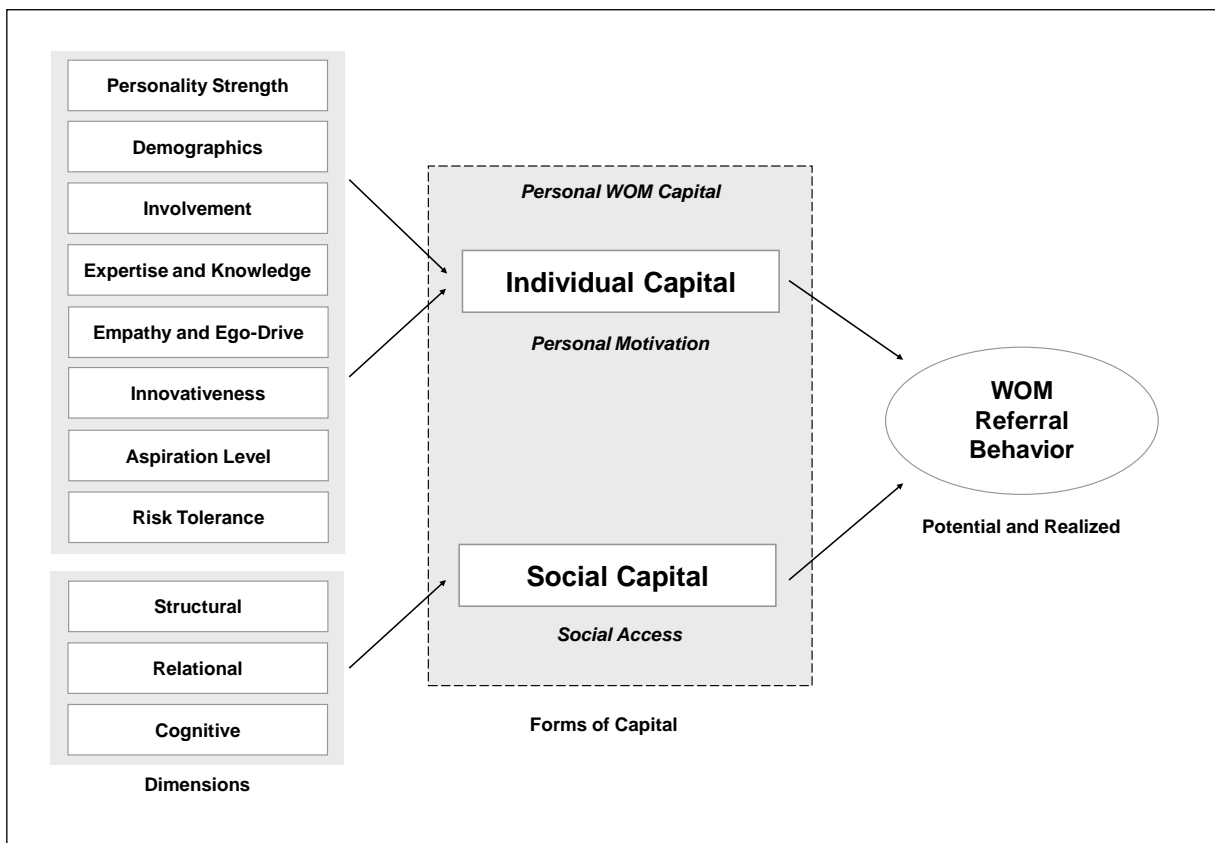 Personality Strength
Demographics
Involvement
Expertise and Knowledge
Empathy and Ego-Drive
Innovativeness
Aspiration Level
Risk Tolerance
Structural
Relational
Cognitive
Dimensions
Personal WOM Capital
Individual Capital
Personal Motivation
Social Capital
Social Access
Forms of Capital
WOM
Referral
Behavior
Potential and Realized